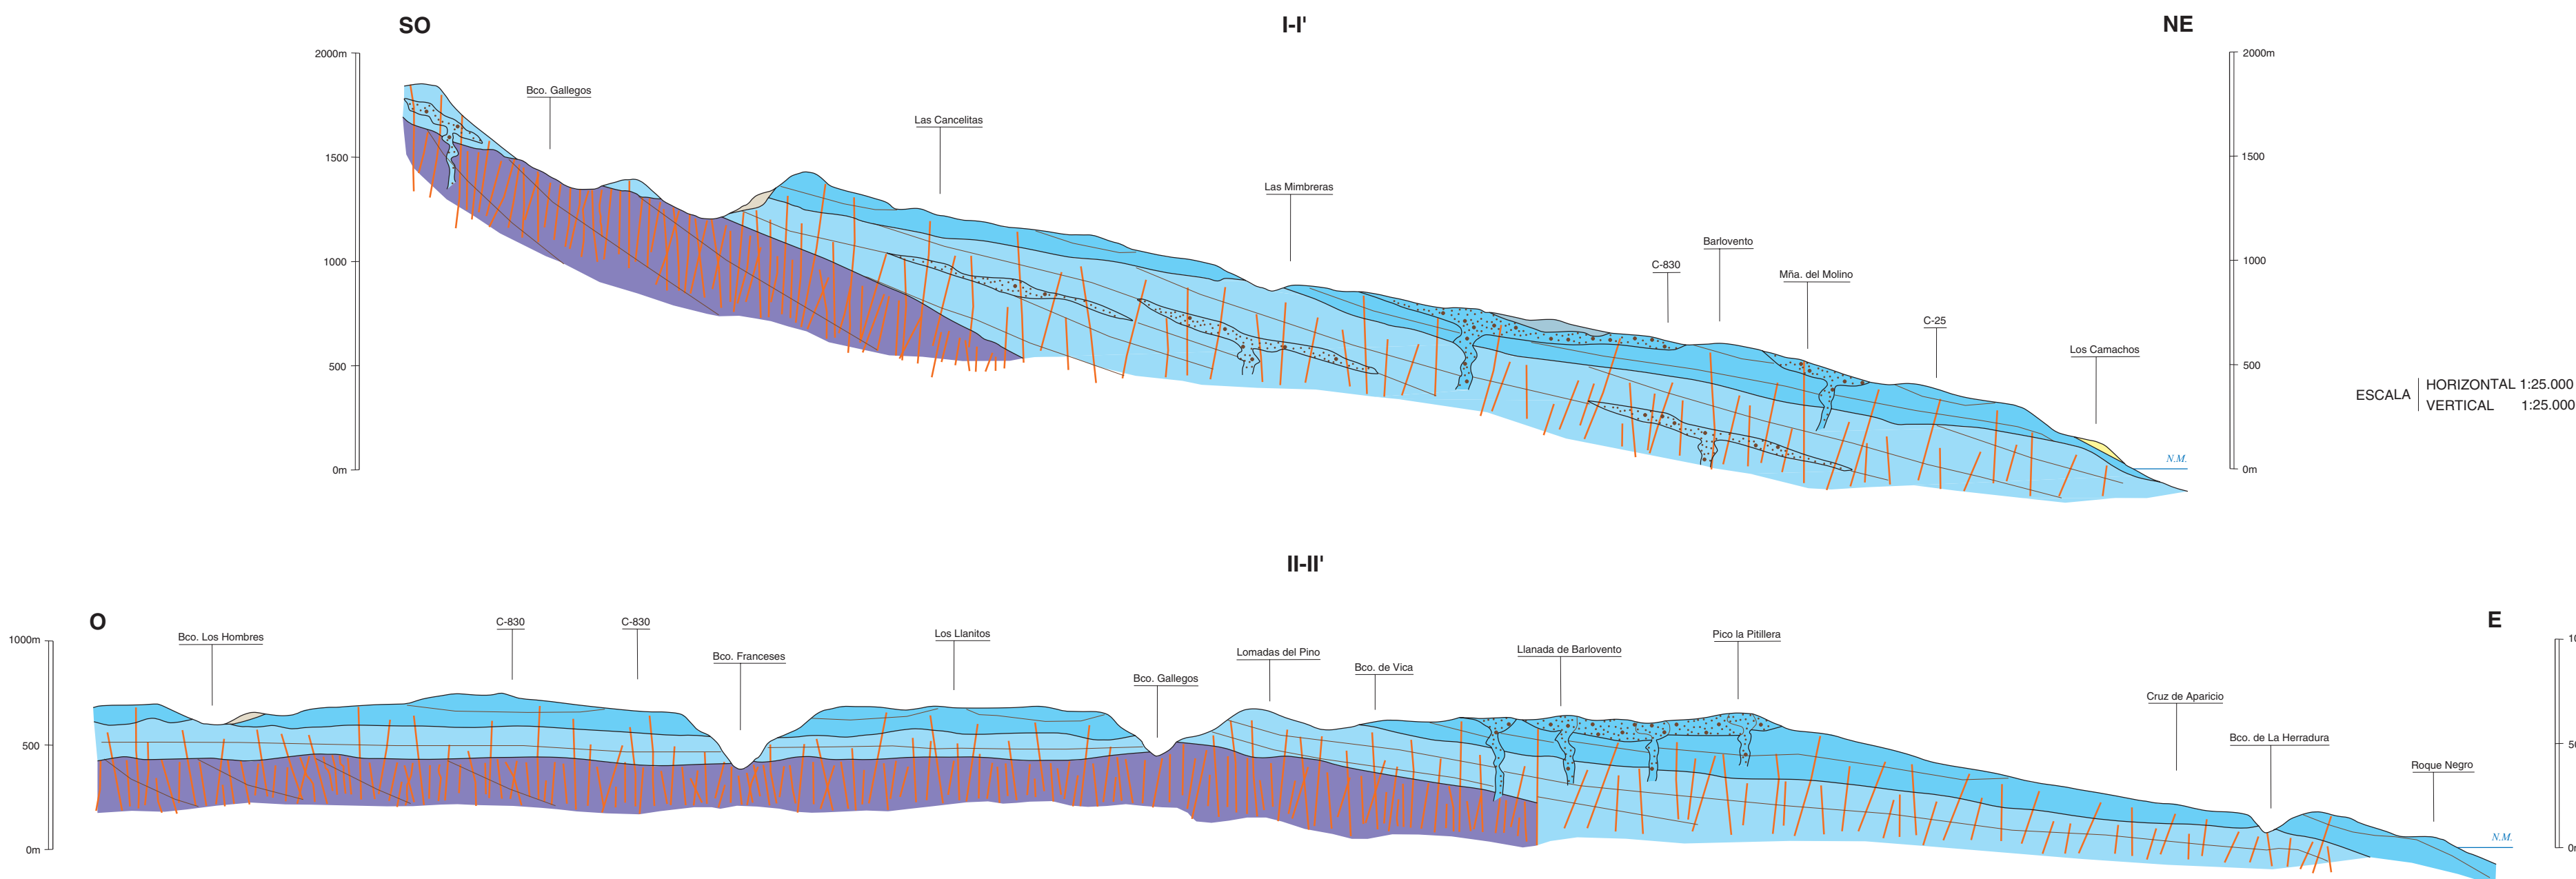 SO
I-I'
NE
2000m
2000m
Bco. Gallegos
Las Cancelitas
1500
1500
Las Mimbreras
Barlovento
1000
C-830
1000
Mña. del Molino
C-25
Los Camachos
500
500
ESCALA
HORIZONTAL 1:25.000
VERTICAL 1:25.000
N.M.
0m
0m
II-II'
O
C-830
C-830
E
1000m
Bco. Los Hombres
Los Llanitos
Pico la Pitillera
Bco. Franceses
Lomadas del Pino
Llanada de Barlovento
Bco. de Vica
Bco. Gallegos
Cruz de Aparicio
500
Bco. de La Herradura
Roque Negro
N.M.
0m